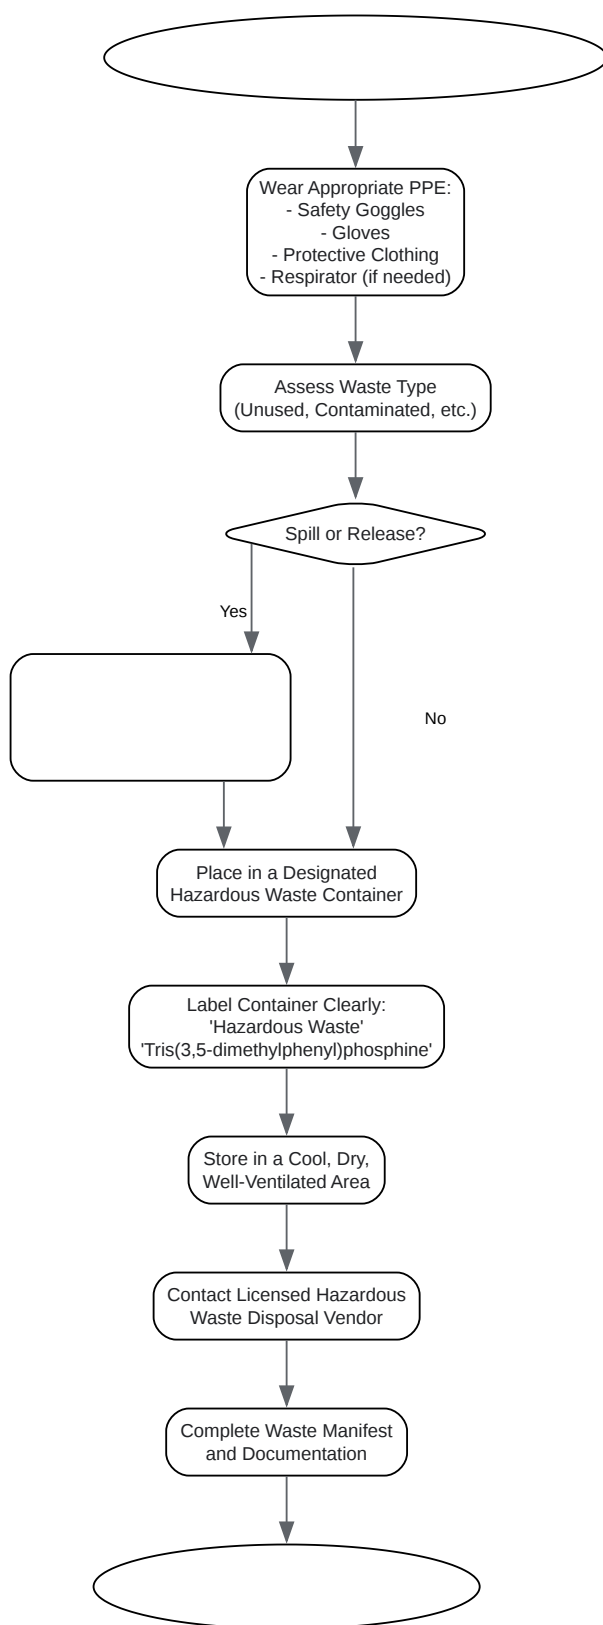 Wear Appropriate PPE:
- Safety Goggles
- Gloves
- Protective Clothing
- Respirator (if needed)
Assess Waste Type
(Unused, Contaminated, etc.)
Spill or Release?
Yes
No
Place in a Designated
Hazardous Waste Container
Label Container Clearly:
'Hazardous Waste'
'Tris(3,5-dimethylphenyl)phosphine'
Store in a Cool, Dry,
Well-Ventilated Area
Contact Licensed Hazardous
Waste Disposal Vendor
Complete Waste Manifest
and Documentation